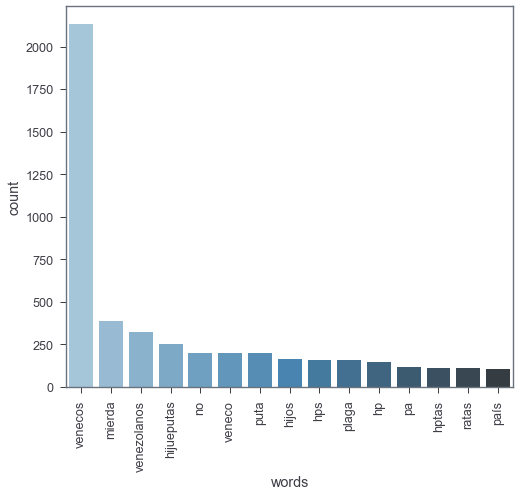 count
2000
1750
1500
1250
1000
750
500
250
0
venecos
mierda
venezolanos
hijueputas
no
veneco
puta
hijos
hps
plaga
hp
pa
hptas
ratas
país
words